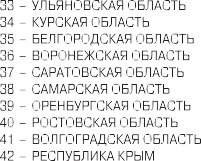 33 – УЛЬЯНОВСКАЯ ОБЛАСТЬ
34 – КУРСКАЯ ОБЛАСТЬ
35 – БЕЛГОРОДСКАЯ ОБЛАСТЬ
36 – ВОРОНЕЖСКАЯ ОБЛАСТЬ
37 – САРАТОВСКАЯ ОБЛАСТЬ
38 – САМАРСКАЯ ОБЛАСТЬ
39 – ОРЕНБУРГСКАЯ ОБЛАСТЬ
40 – РОСТОВСКАЯ ОБЛАСТЬ
41 – ВОЛГОГРАДСКАЯ ОБЛАСТЬ
42 – РЕСПУБЛИКА КРЫМ